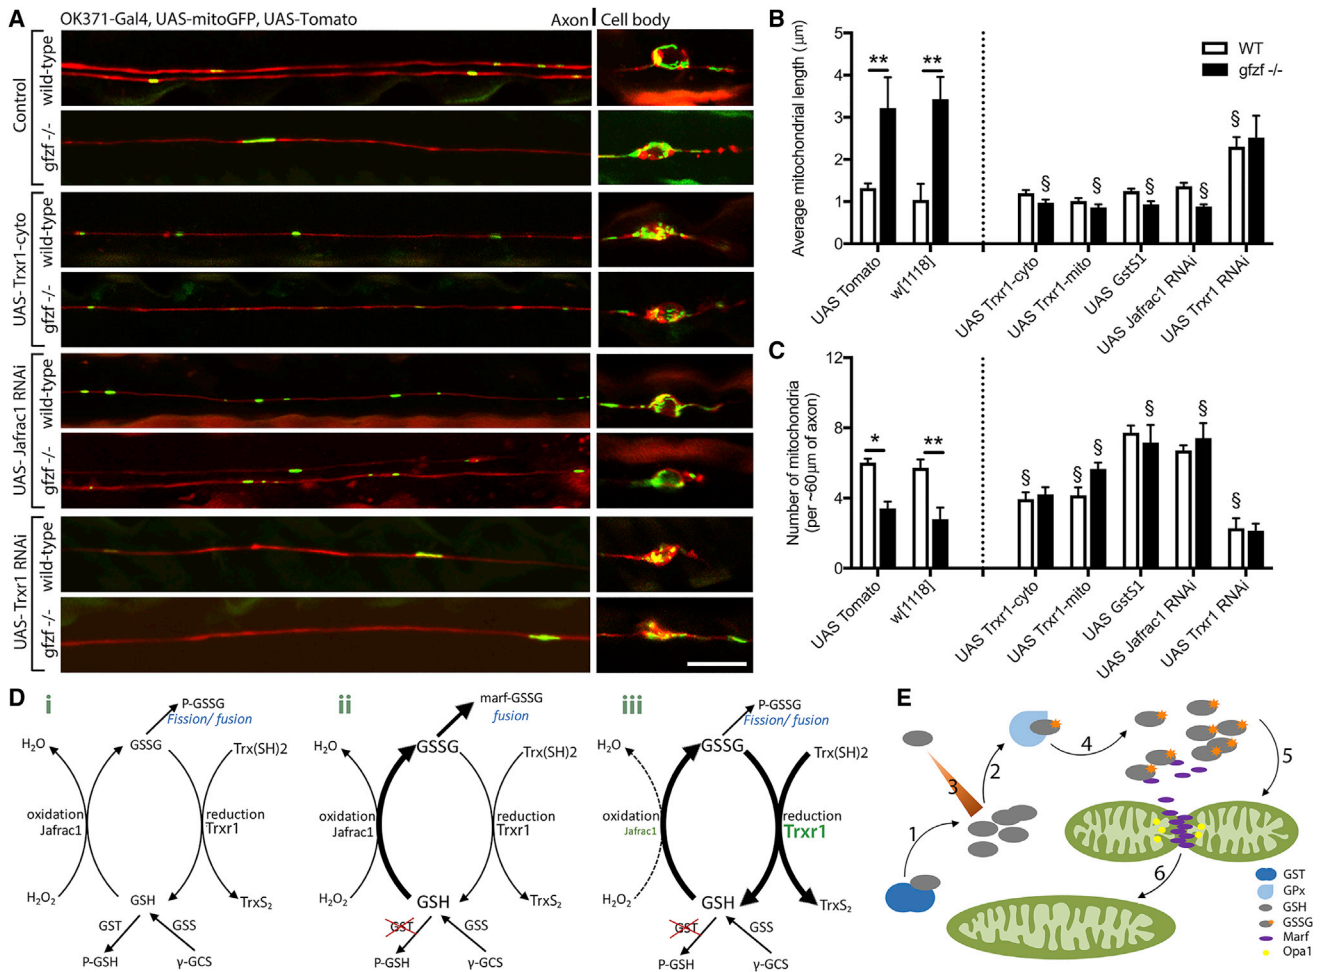 A
OK371-Gal4, UAS-mitoGFP, UAS-Tomato
Axon
Cell body
Control
wild-type
gfzf -/-
UAS- Trxr1-cyto
wild-type
gfzf -/-
UAS- Jafrac1 RNAi
wild-type
gfzf -/-
UAS-Trxr1 RNAi
wild-type
gfzf -/-
B
Average mitochondrial length (μm)
5
4
3
2
1
0
**
**
§
§
§
§
§
WT
gfzf -/-
UAS Tomato
w[1118]
UAS Trxr1-cyto
UAS Trxr1-mito
UAS GstS1
UAS Jafrac1 RNAi
UAS Trxr1 RNAi
C
Number of mitochondria
(per ~60μm of axon)
12
8
4
0
*
**
§
§
§
§
§
§
UAS Tomato
w[1118]
UAS Trxr1-cyto
UAS Trxr1-mito
UAS GstS1
UAS Jafrac1 RNAi
UAS Trxr1 RNAi
D
i
P-GSSG
Fission/ fusion
H2O
GSSG
Trx(SH)2
oxidation
Jafrac1
reduction
Trxr1
H2O2
GSH
TrxS2
GST
GSS
P-GSH
γ-GCS
ii
marf-GSSG
fusion
H2O
GSSG
Trx(SH)2
oxidation
Jafrac1
reduction
Trxr1
H2O2
GSH
TrxS2
GST
GSS
P-GSH
γ-GCS
iii
P-GSSG
Fission/ fusion
H2O
GSSG
Trx(SH)2
oxidation
Jafrac1
reduction
Trxr1
H2O2
GSH
TrxS2
GST
GSS
P-GSH
γ-GCS
E
1
2
3
4
5
6
GST
GPx
GSH
GSSG
Marf
Opa1